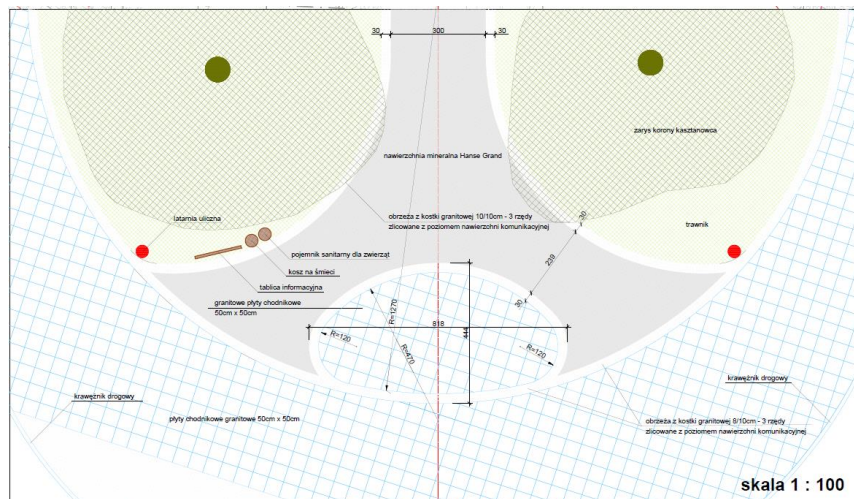 30
300
30
zarys korony kasztanowca
nawierzchnia mineralna Hanse Grand
latarnia uliczna
obrzeża z kostki granitowej 10/10cm - 3 rzędy
zlicowane z poziomem nawierzchni komunikacyjnej
30
trawnik
pojemnik sanitarny dla zwierząt
239
kosz na śmieci
tablica informacyjna
30
granitowe płyty chodnikowe
50cm x 50cm
R=1270
818
444
R=120
R=470
R=120
krawężnik drogowy
krawężnik drogowy
płyty chodnikowe granitowe 50cm x 50cm
obrzeża z kostki granitowej 8/10cm - 3 rzędy
zlicowane z poziomem nawierzchni komunikacyjnej
skala 1 : 100